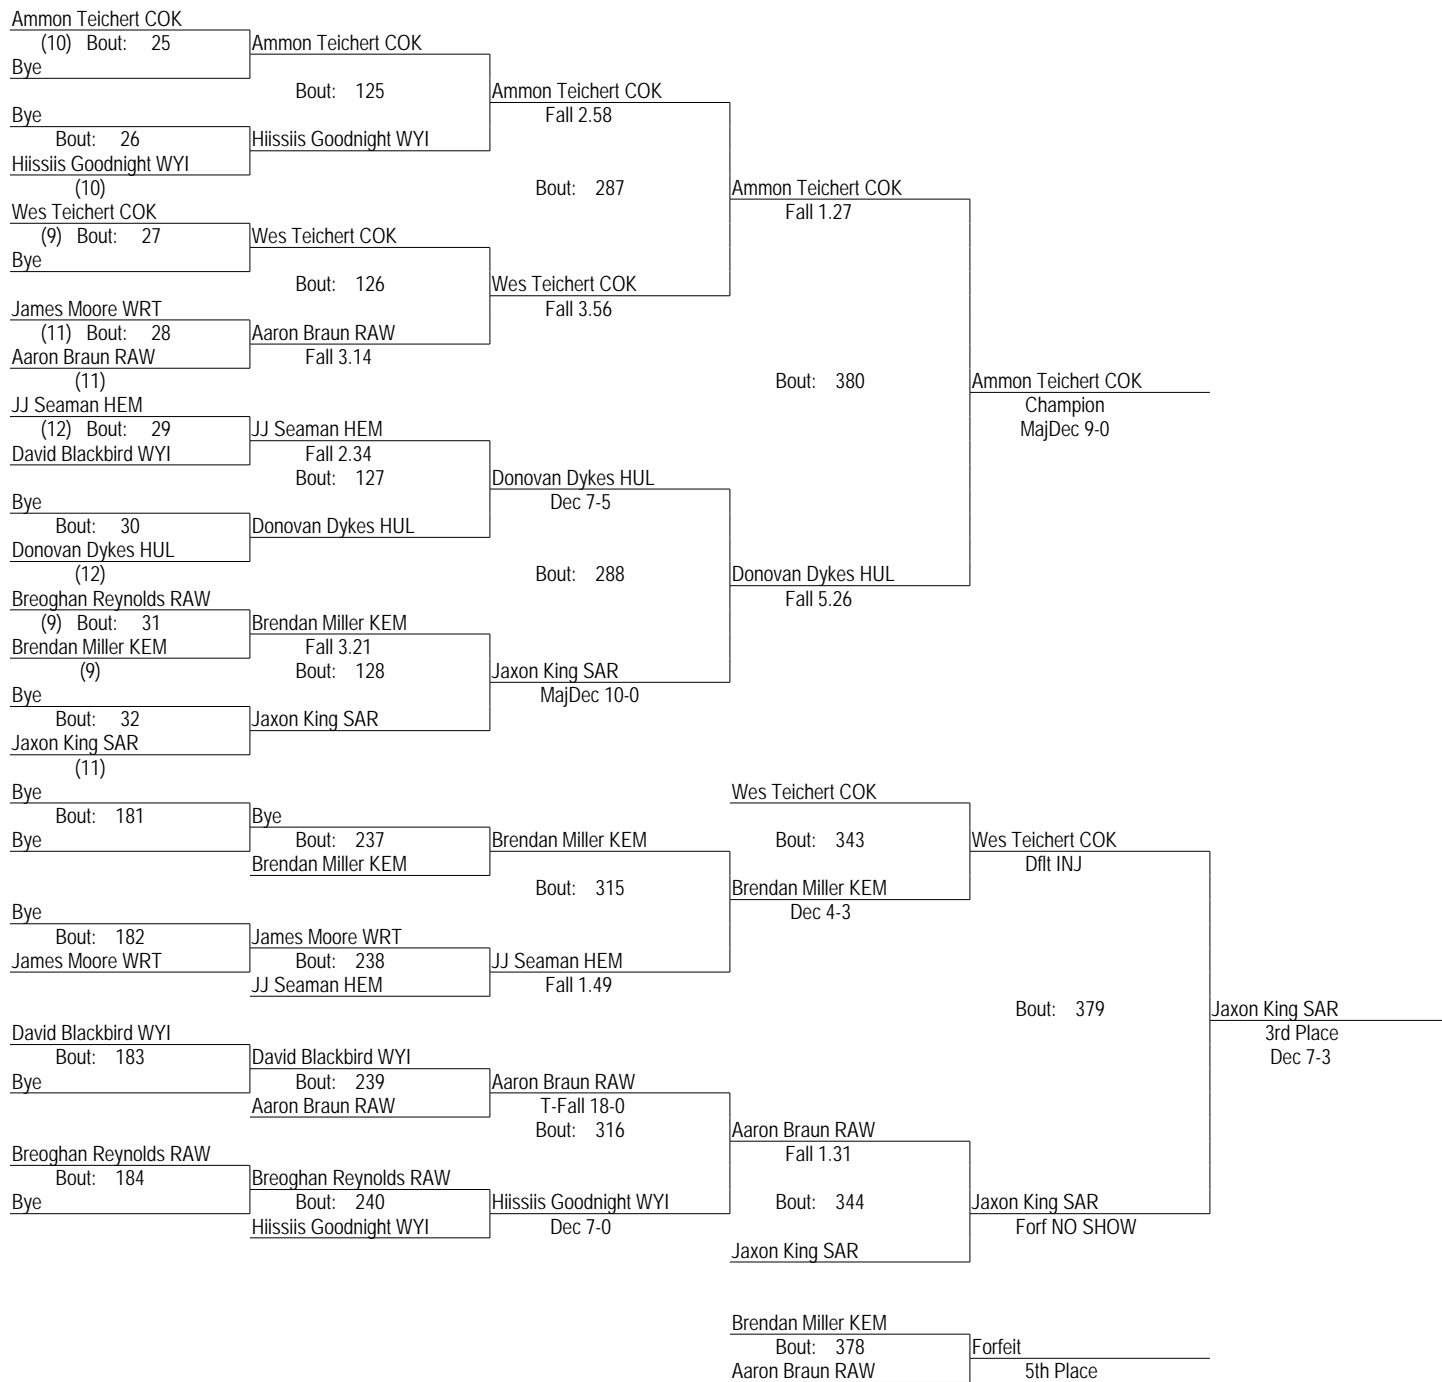 Ammon Teichert COK
(10) Bout: 25
Bye
Ammon Teichert COK
Bout: 125
Bye
Bout: 26
Hiissiis Goodnight WYI
(10)
Hiissiis Goodnight WYI
Ammon Teichert COK
Fall 2.58
Bout: 287
Wes Teichert COK
(9) Bout: 27
Bye
Wes Teichert COK
Bout: 126
James Moore WRT
(11) Bout: 28
Aaron Braun RAW
(11)
Aaron Braun RAW
Fall 3.14
Wes Teichert COK
Fall 3.56
Ammon Teichert COK
Fall 1.27
Bout: 380
Ammon Teichert COK
Champion
MajDec 9-0
JJ Seaman HEM
(12) Bout: 29
David Blackbird WYI
JJ Seaman HEM
Fall 2.34
Bout: 127
Bye
Bout: 30
Donovan Dykes HUL
(12)
Donovan Dykes HUL
Donovan Dykes HUL
Dec 7-5
Bout: 288
Donovan Dykes HUL
Fall 5.26
Breoghan Reynolds RAW
(9) Bout: 31
Brendan Miller KEM
(9)
Brendan Miller KEM
Fall 3.21
Bout: 128
Bye
Bout: 32
Jaxon King SAR
(11)
Jaxon King SAR
Jaxon King SAR
MajDec 10-0
Bye
Bout: 181
Bye
Bye
Bout: 237
Brendan Miller KEM
Brendan Miller KEM
Bout: 315
Bye
Bout: 182
James Moore WRT
James Moore WRT
Bout: 238
JJ Seaman HEM
JJ Seaman HEM
Fall 1.49
Wes Teichert COK
Bout: 343
Brendan Miller KEM
Dec 4-3
Wes Teichert COK
Dflt INJ
Bout: 379
Jaxon King SAR
3rd Place
Dec 7-3
David Blackbird WYI
Bout: 183
Bye
David Blackbird WYI
Bout: 239
Aaron Braun RAW
Aaron Braun RAW
T-Fall 18-0
Bout: 316
Breoghan Reynolds RAW
Bout: 184
Bye
Breoghan Reynolds RAW
Bout: 240
Hiissiis Goodnight WYI
Hiissiis Goodnight WYI
Dec 7-0
Aaron Braun RAW
Fall 1.31
Bout: 344
Jaxon King SAR
Jaxon King SAR
Forf NO SHOW
Brendan Miller KEM
Bout: 378
Aaron Braun RAW
Forfeit
5th Place